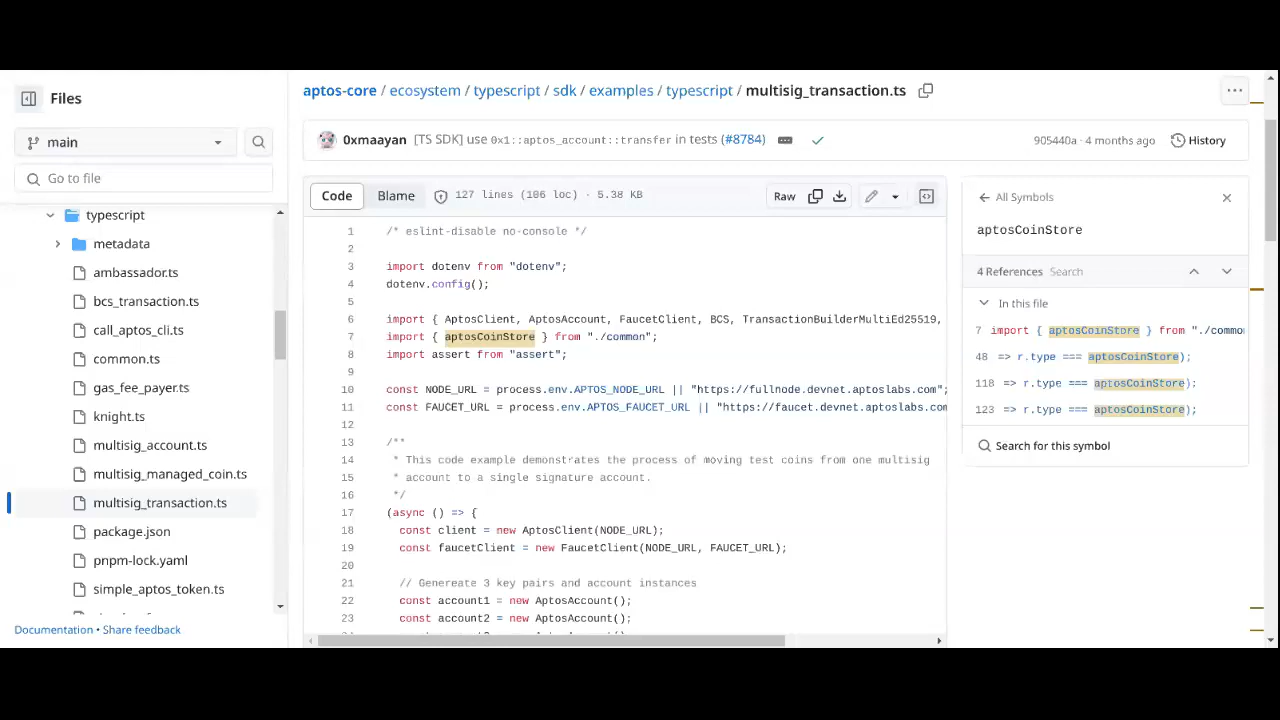 Files
main
Go to file
typescript
metadata
ambassador.ts
bcs_transaction.ts
call_aptos_cli.ts
common.ts
gas_fee_payer.ts
knight.ts
multisig_account.ts
multisig_managed_coin.ts
multisig_transaction.ts
package.json
pnpm-lock.yaml
simple_aptos_token.ts
Documentation • Share feedback
aptos-core / ecosystem / typescript / sdk / examples / typescript / multisig_transaction.ts
0xmaayan [TS SDK] use 0x1::aptos_account::transfer in tests (#8784) 905440a · 4 months ago History
Code Blame 127 lines (106 loc) · 5.38 KB Raw
1 /* eslint-disable no-console */
2
3 import dotenv from "dotenv";
4 dotenv.config();
5
6 import { AptosClient, AptosAccount, FaucetClient, BCS, TransactionBuilderMultiEd25519,
7 import { aptosCoinStore } from "./common";
8 import assert from "assert";
9
10 const NODE_URL = process.env.APTOS_NODE_URL || "https://fullnode.devnet.aptoslabs.com";
11 const FAUCET_URL = process.env.APTOS_FAUCET_URL || "https://faucet.devnet.aptoslabs.com
12
13 /**
14 * This code example demonstrates the process of moving test coins from one multisig
15 * account to a single signature account.
16 */
17 (async () => {
18 const client = new AptosClient(NODE_URL);
19 const faucetClient = new FaucetClient(NODE_URL, FAUCET_URL);
20
21 // Genereate 3 key pairs and account instances
22 const account1 = new AptosAccount();
23 const account2 = new AptosAccount();
All Symbols
aptosCoinStore
4 References Search
In this file
7 import { aptosCoinStore } from "./commo
48 => r.type === aptosCoinStore);
118 => r.type === aptosCoinStore);
123 => r.type === aptosCoinStore);
Search for this symbol